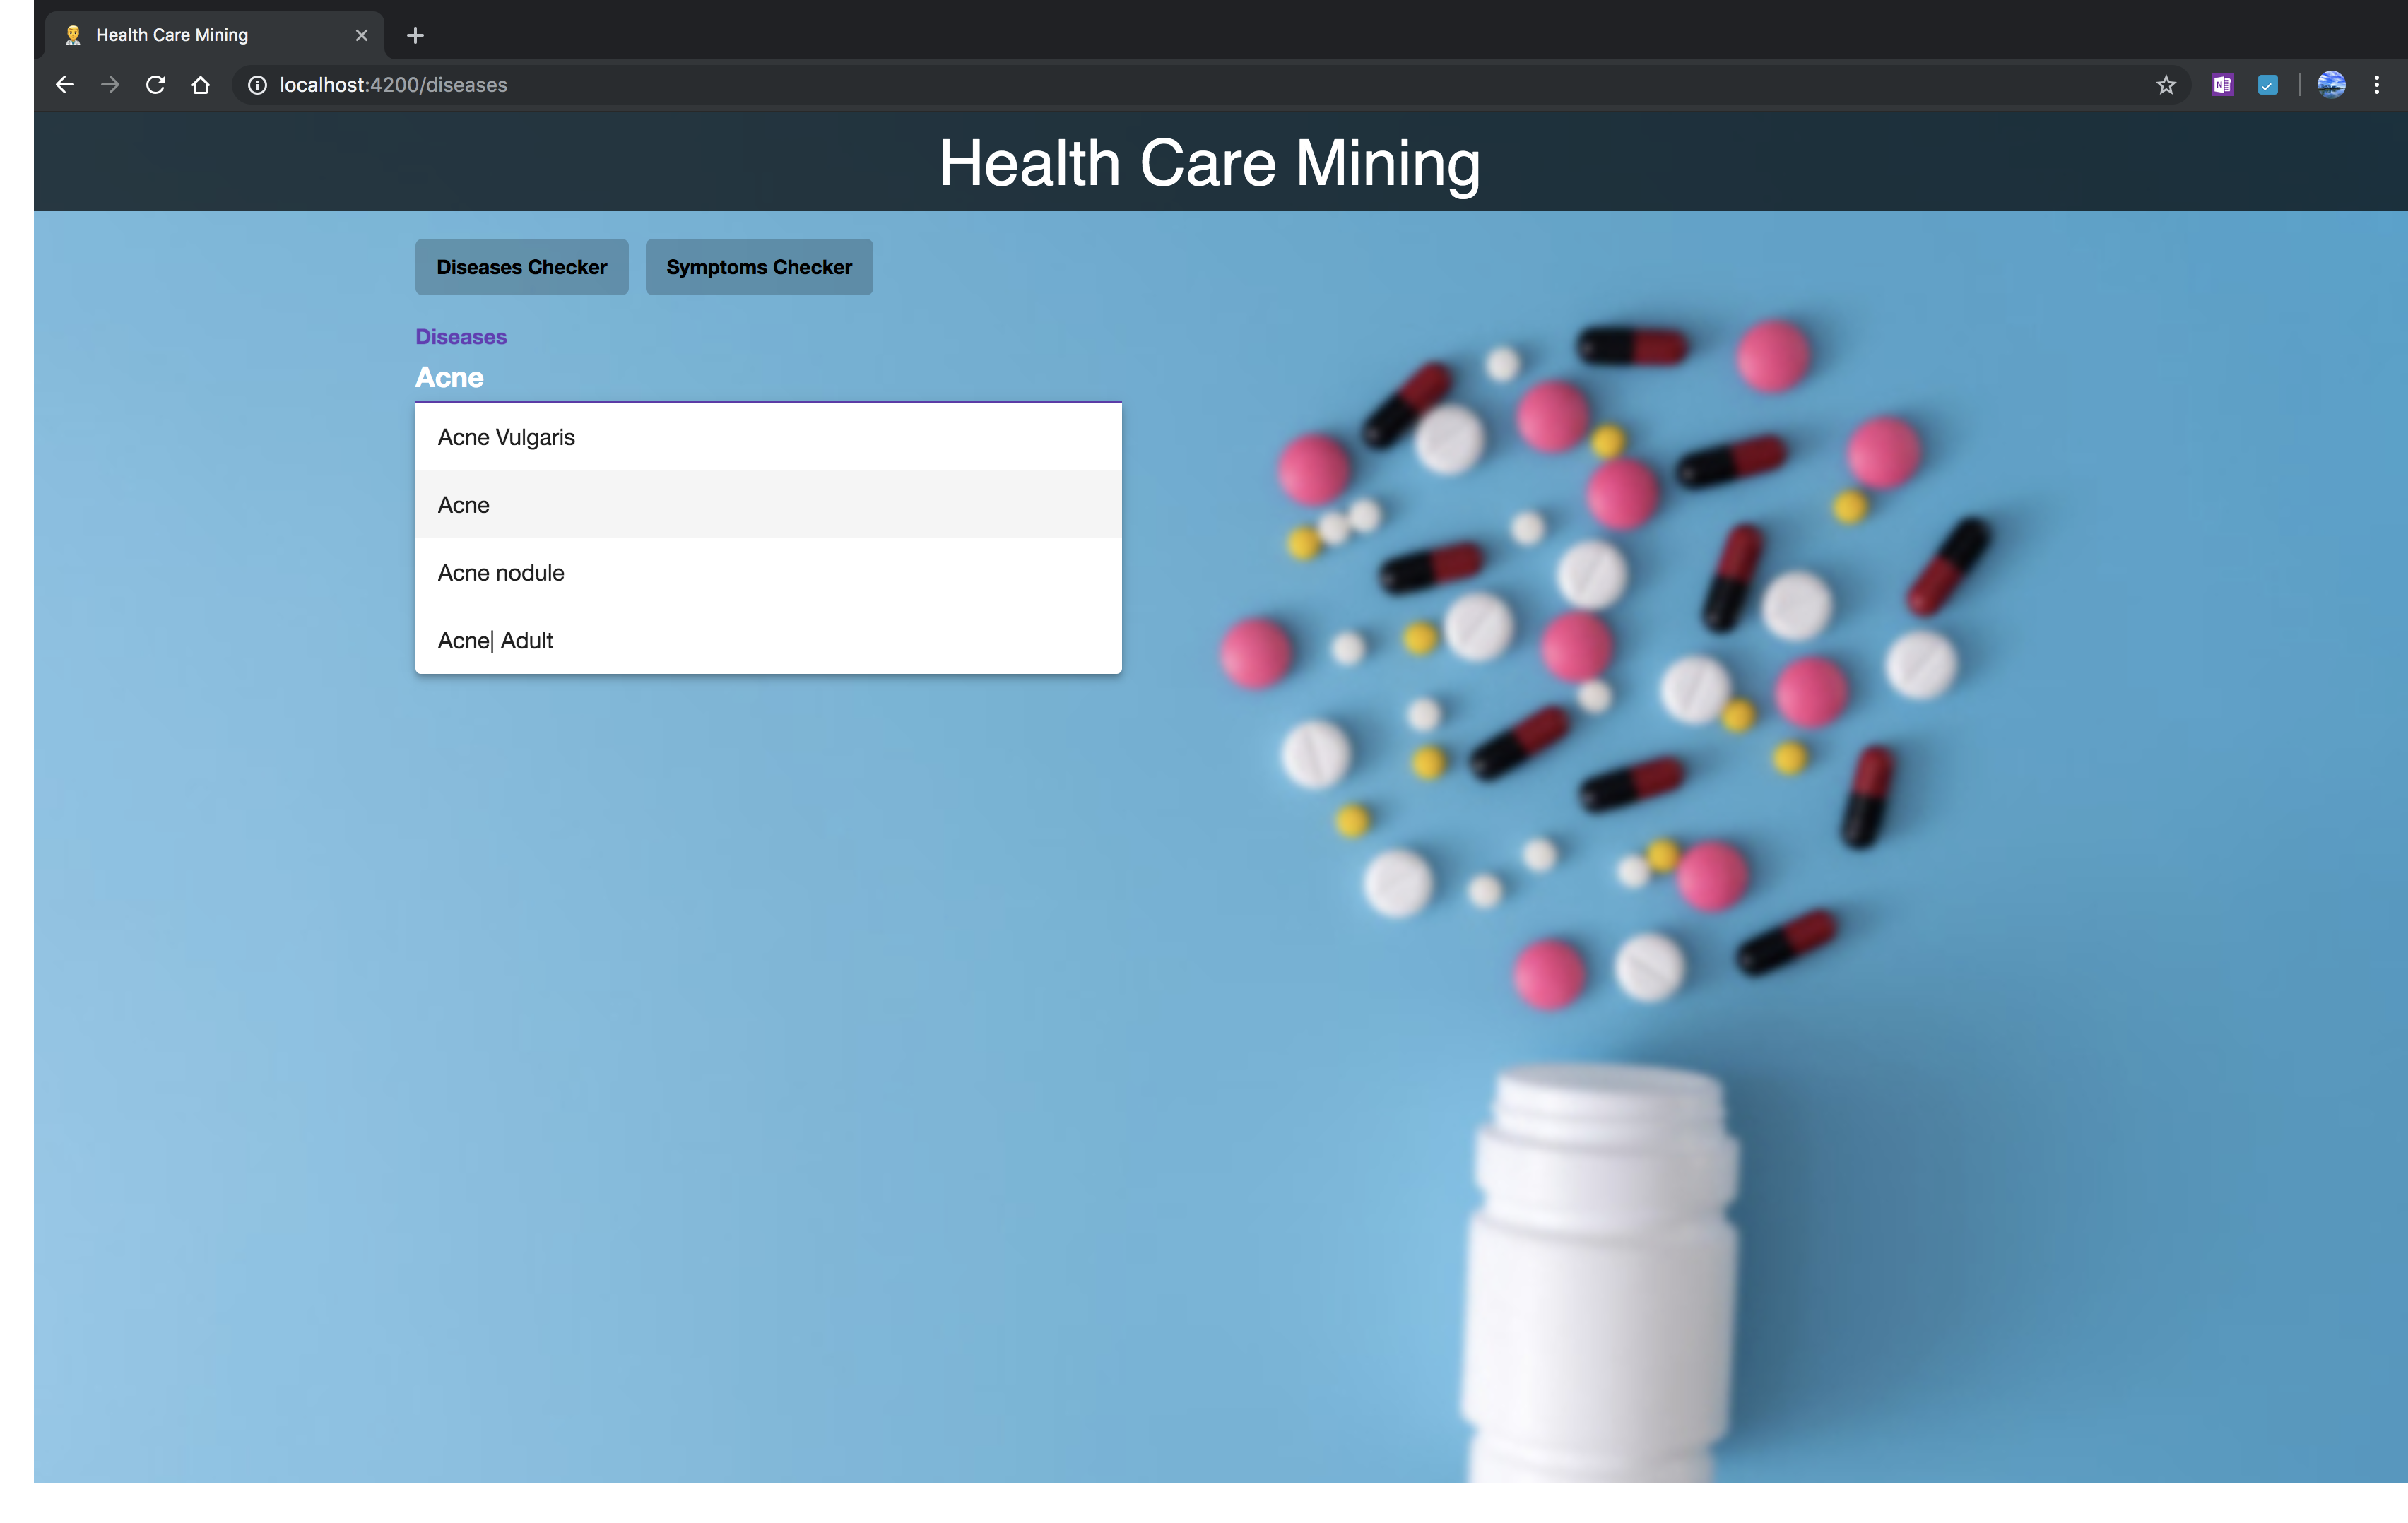 Health Care Mining
localhost:4200/diseases
Health Care Mining
Diseases Checker
Symptoms Checker
Diseases
Acne
Acne Vulgaris
Acne
Acne nodule
Acne| Adult